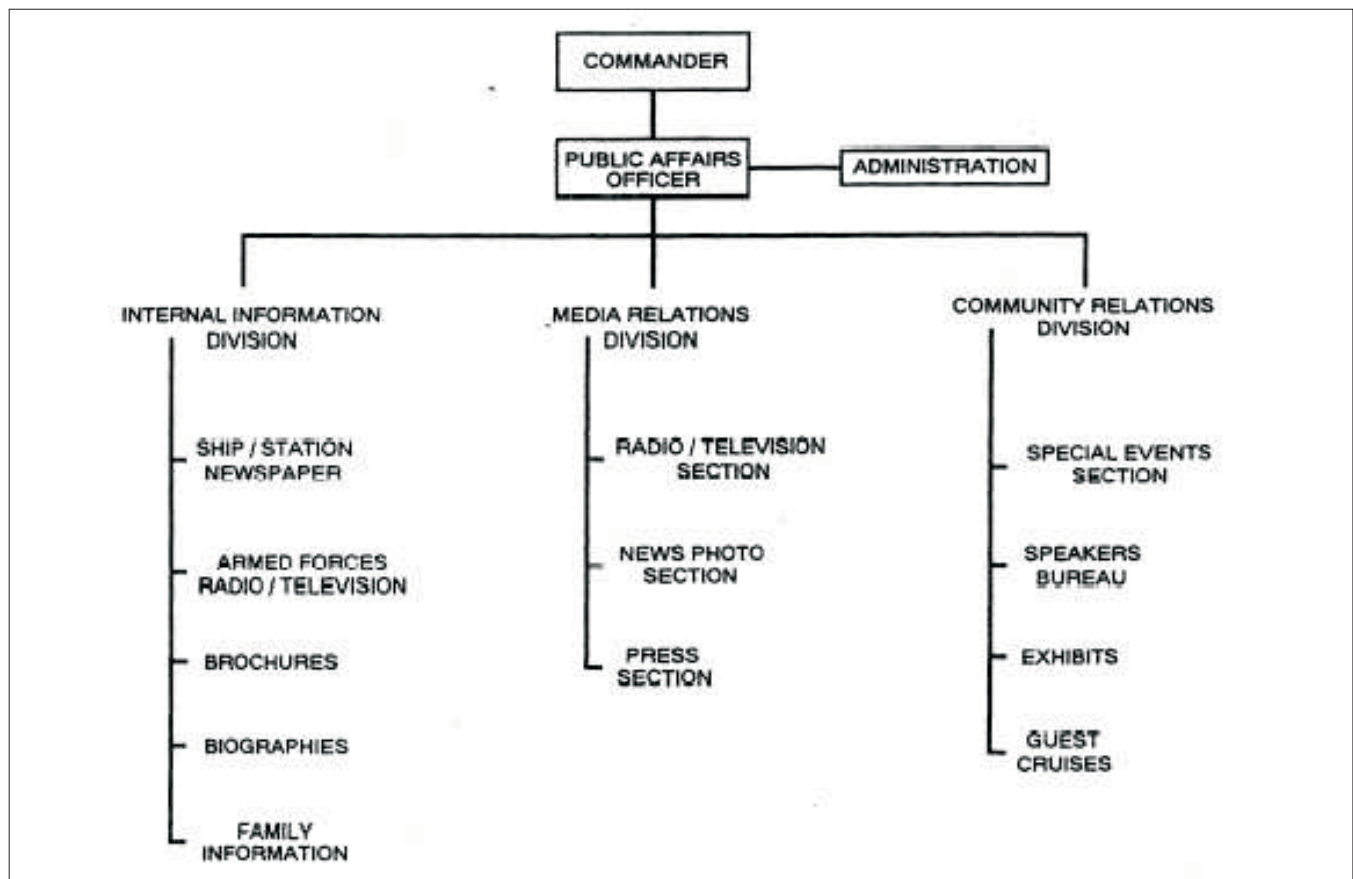 COMMANDER
PUBLIC AFFAIRS
OFFICER
ADMINISTRATION
INTERNAL INFORMATION
DIVISION
SHIP / STATION
NEWSPAPER
ARMED FORCES
RADIO / TELEVISION
BROCHURES
BIOGRAPHIES
FAMILY
INFORMATION
MEDIA RELATIONS
DIVISION
RADIO / TELEVISION
SECTION
NEWS PHOTO
SECTION
PRESS
SECTION
COMMUNITY RELATIONS
DIVISION
SPECIAL EVENTS
SECTION
SPEAKERS
BUREAU
EXHIBITS
GUEST
CRUISES